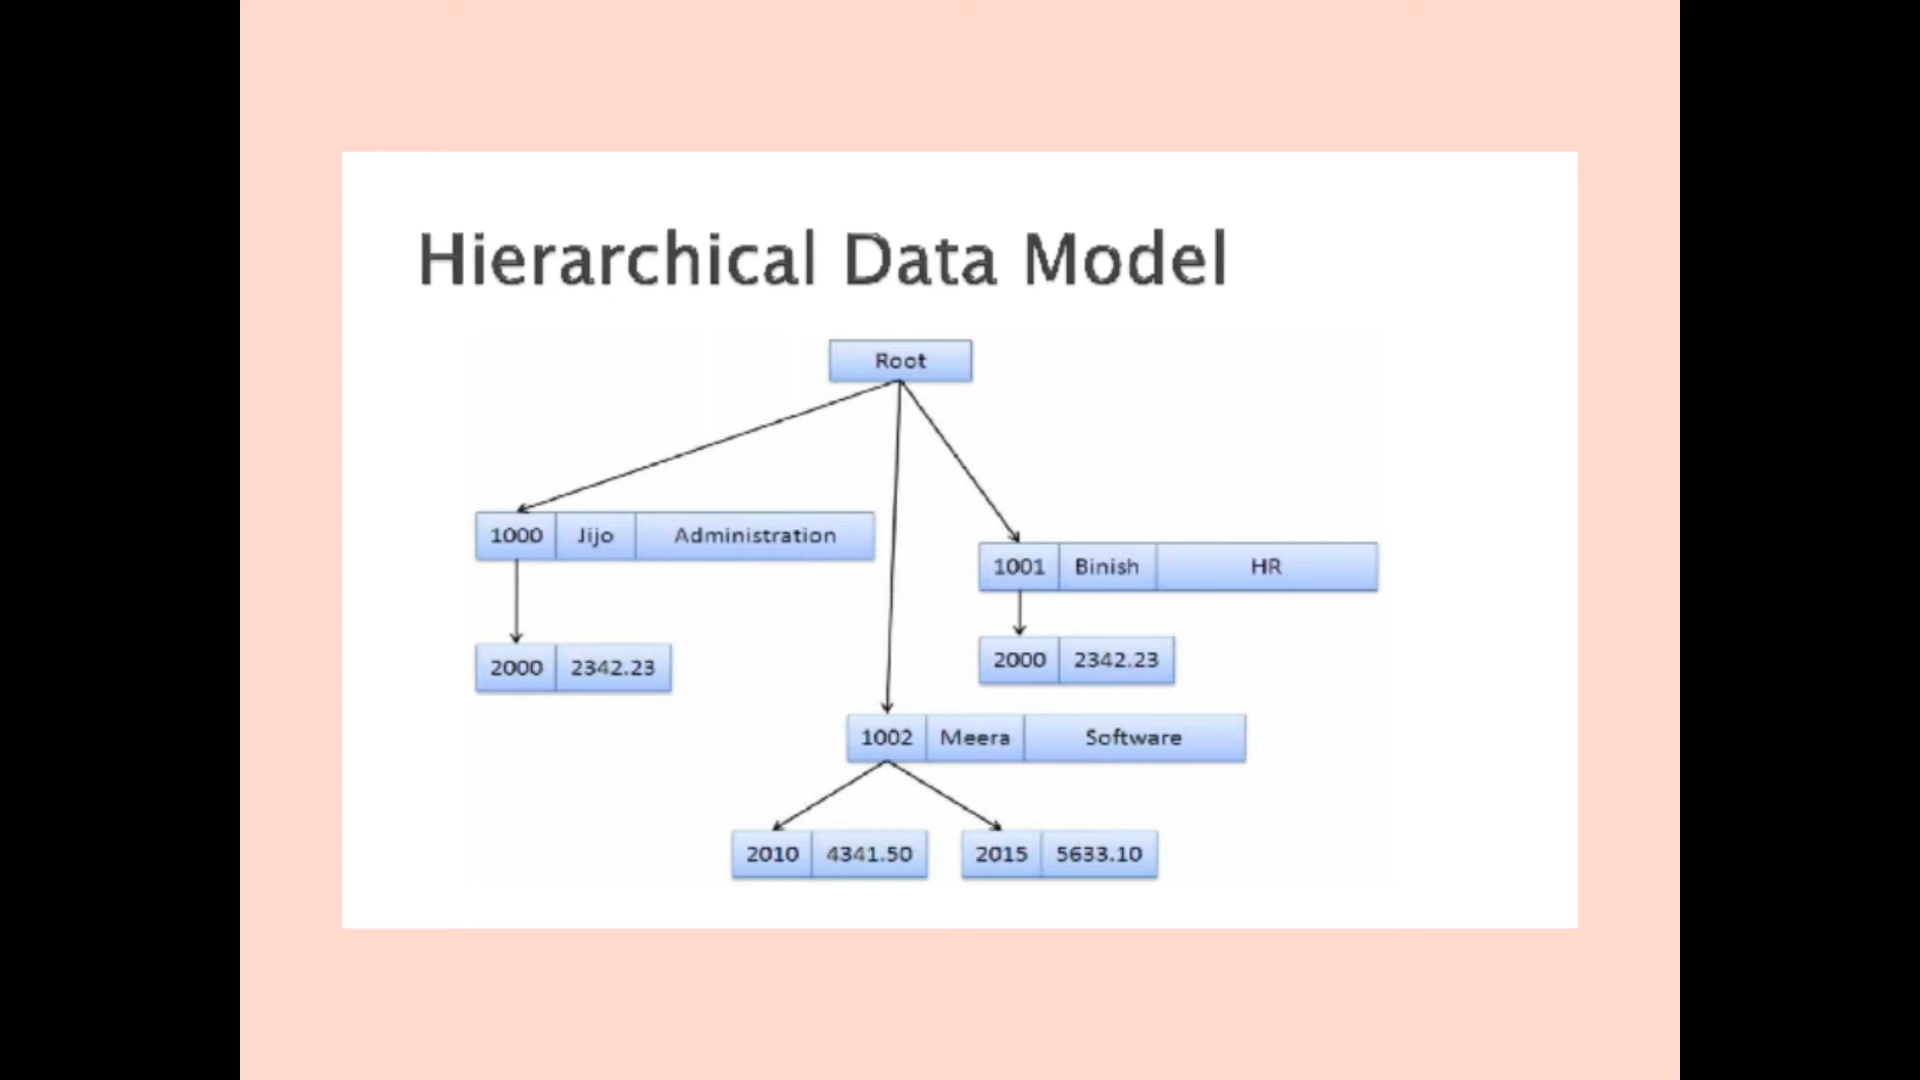 Hierarchical Data Model
Root
1000 Jijo Administration
1001 Binish HR
2000 2342.23
2000 2342.23
1002 Meera Software
2010 4341.50
2015 5633.10